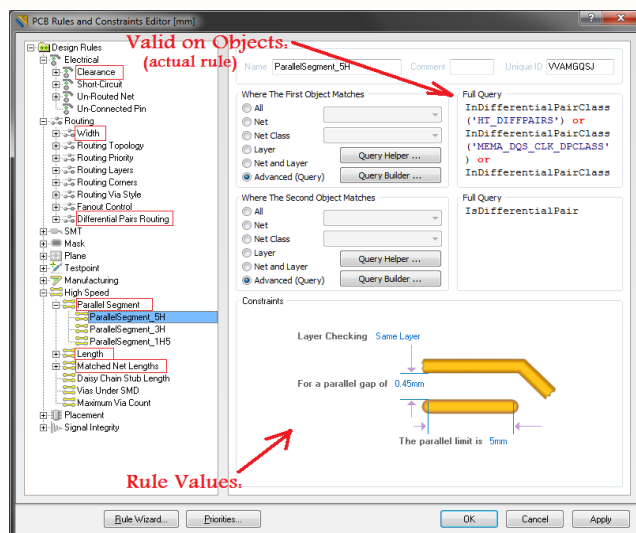 PCB Rules and Constraints Editor [mm]
Valid on Objects.
(actual rule)
Design Rules
Electrical
Clearance
Short-Circuit
Un-Routed Net
Un-Connected Pin
Routing
Width
Routing Topology
Routing Priority
Routing Layers
Routing Corners
Routing Via Style
Fanout Control
Differential Pairs Routing
SMT
Mask
Plane
Testpoint
Manufacturing
High Speed
Parallel Segment
ParallelSegment_5H
ParallelSegment_3H
ParallelSegment_1H5
Length
Matched Net Lengths
Daisy Chain Stub Length
Vias Under SMD
Maximum Via Count
Placement
Signal Integrity
Name ParallelSegment_5H Comment Unique ID VVAMGQSJ
Where The First Object Matches
All
Net
Net Class
Layer
Net and Layer
Advanced (Query)
Query Helper ...
Query Builder ...
Full Query
InDifferentialPairClass
('HT_DIFFPAIRS') or
InDifferentialPairClass
('MEMA_DQS_CLK_DPCLASS'
) or
InDifferentialPairClass
Where The Second Object Matches
All
Net
Net Class
Layer
Net and Layer
Advanced (Query)
Query Helper ...
Query Builder ...
Full Query
IsDifferentialPair
Constraints
Layer Checking Same Layer
For a parallel gap of 0.45mm
The parallel limit is 5mm
Rule Values.
Rule Wizard...
Priorities...
OK
Cancel
Apply